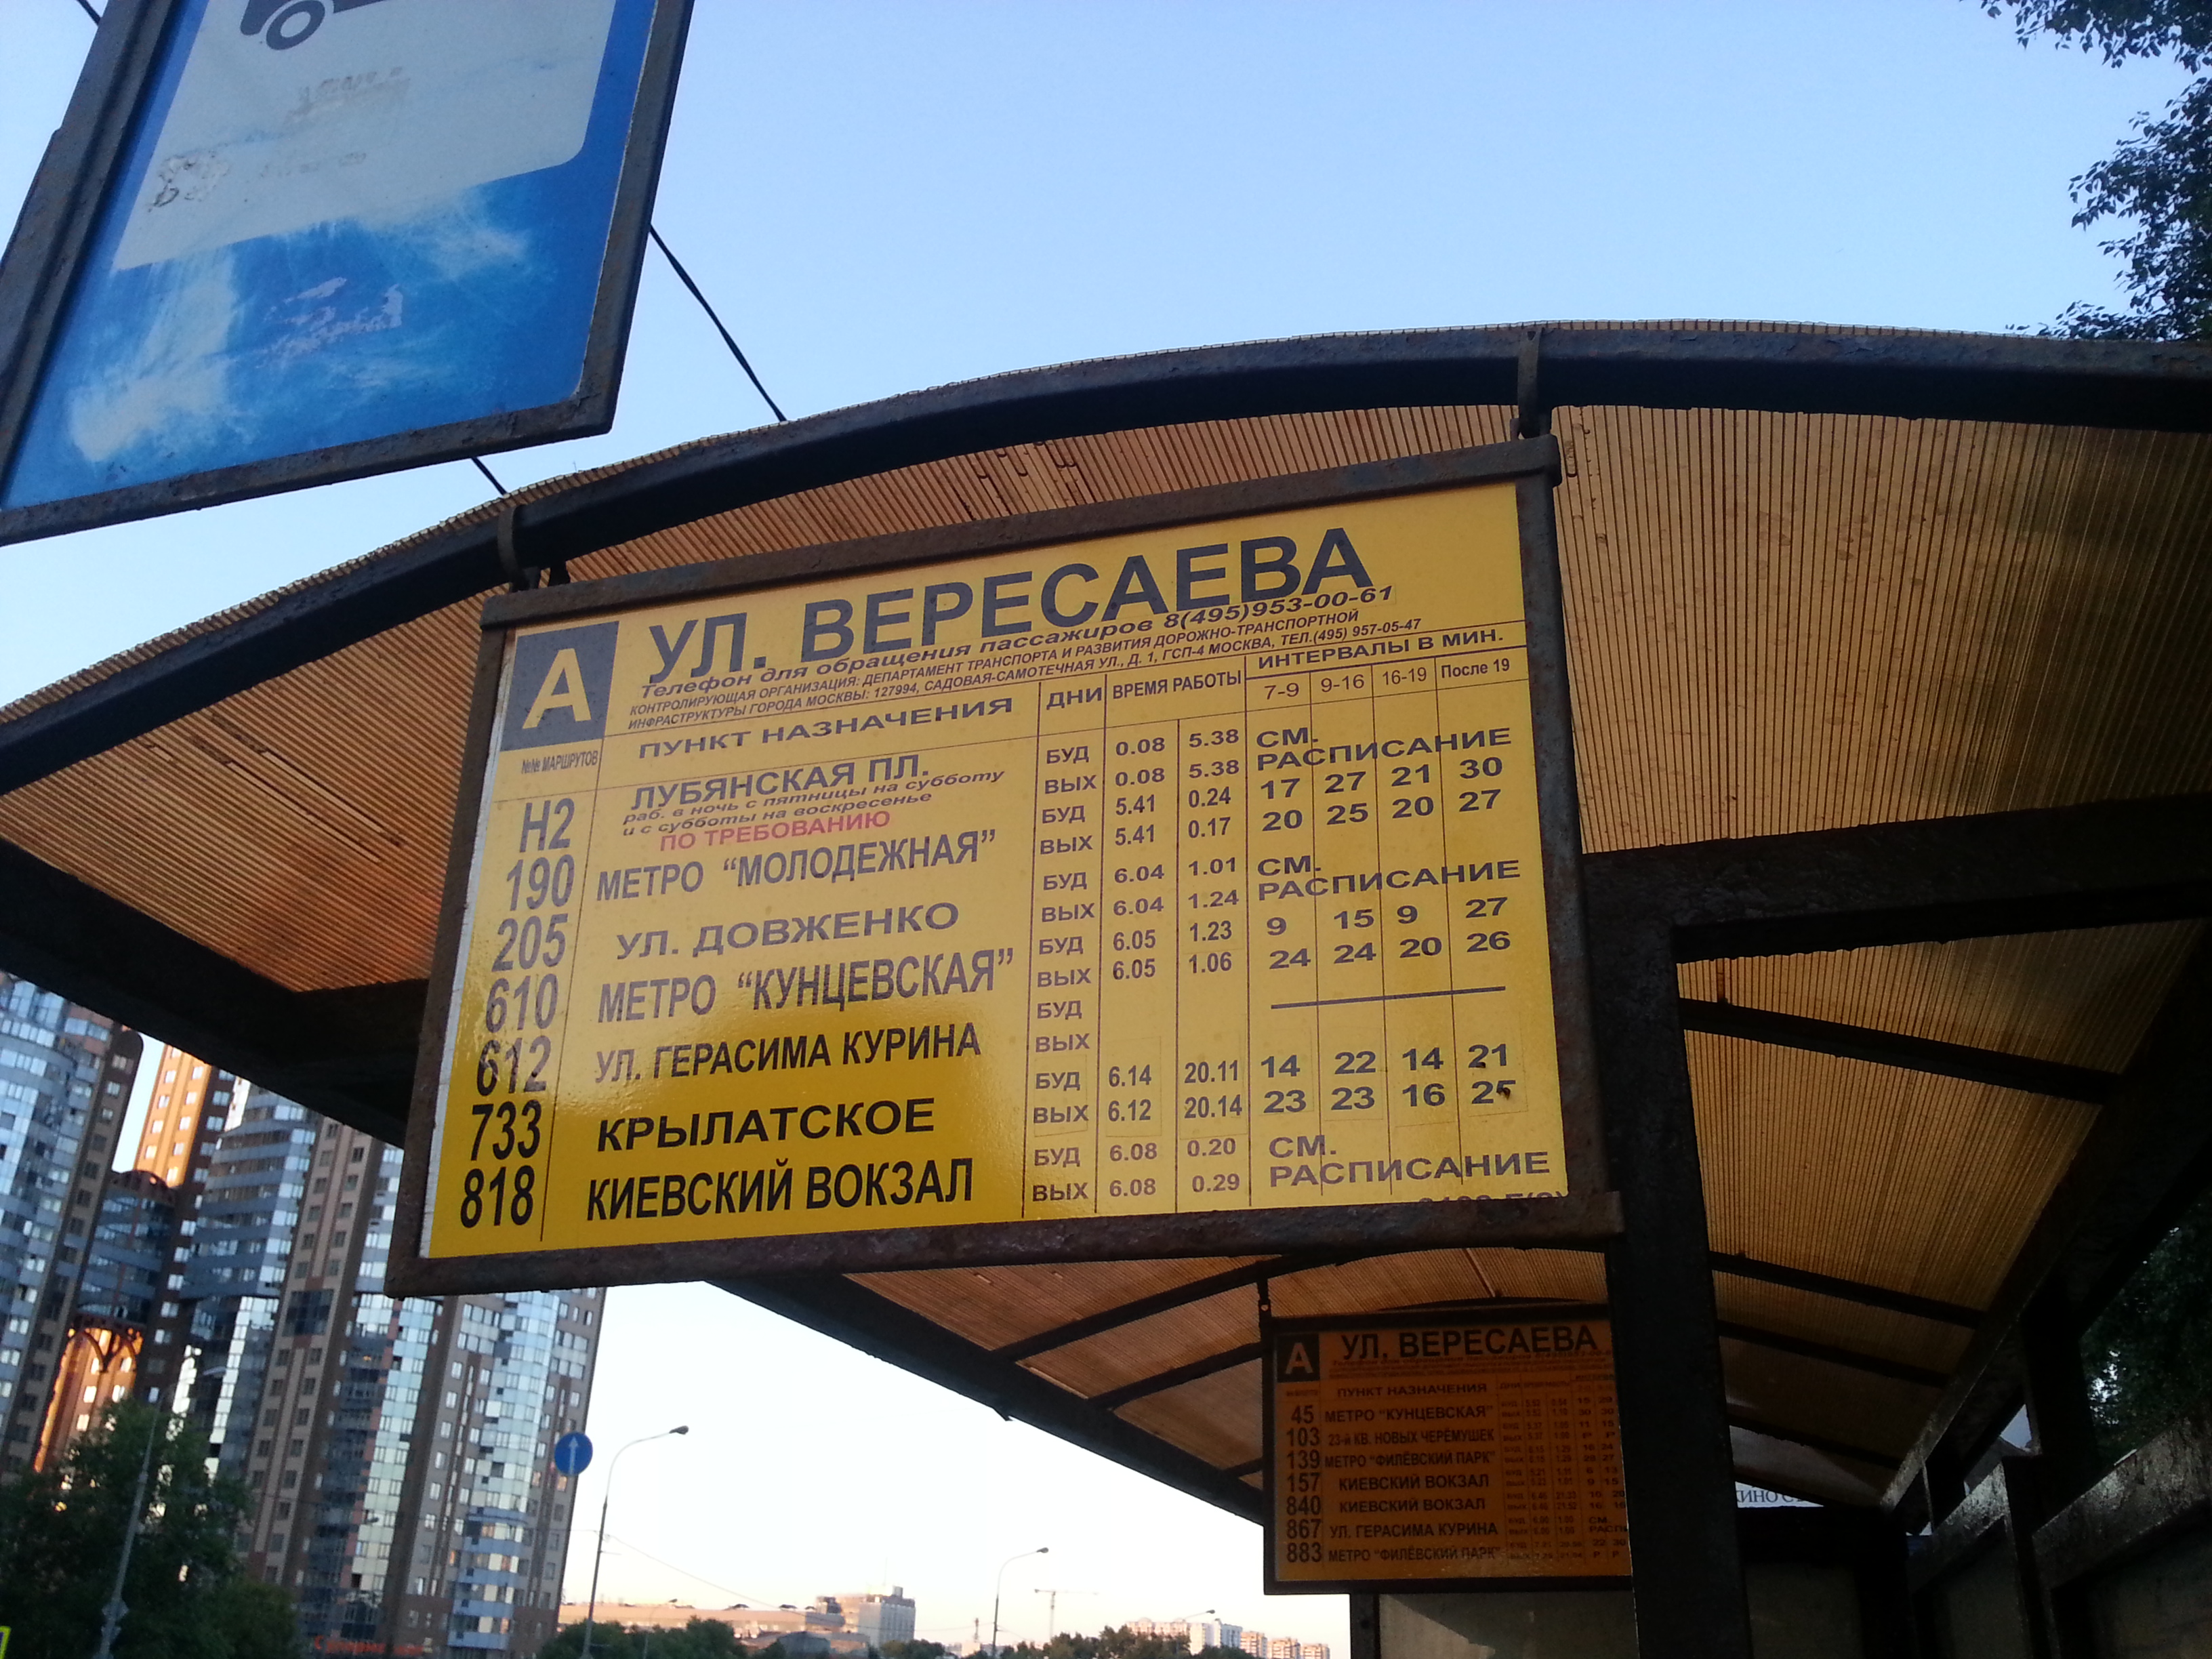 А
УЛ. ВЕРЕСАЕВА
Телефон для обращения пассажиров 8(495)953-00-61
КОНТРОЛИРУЮЩАЯ ОРГАНИЗАЦИЯ: ДЕПАРТАМЕНТ ТРАНСПОРТА И РАЗВИТИЯ ДОРОЖНО-ТРАНСПОРТНОЙ
ИНФРАСТРУКТУРЫ ГОРОДА МОСКВЫ: 127994, САДОВАЯ-САМОТЕЧНАЯ УЛ., Д. 1, ГСП-4 МОСКВА, ТЕЛ.(495) 957-05-47
№№ МАРШРУТОВ ПУНКТ НАЗНАЧЕНИЯ ДНИ ВРЕМЯ РАБОТЫ ИНТЕРВАЛЫ В МИН.
7-9 9-16 16-19 После 19
Н2 ЛУБЯНСКАЯ ПЛ. БУД 0.08 5.38 СМ.
раб. в ночь с пятницы на субботу ВЫХ 0.08 5.38 РАСПИСАНИЕ
и с субботы на воскресенье
ПО ТРЕБОВАНИЮ
190 МЕТРО “МОЛОДЕЖНАЯ” БУД 5.41 0.24 17 27 21 30
ВЫХ 5.41 0.17 20 25 20 27
205 УЛ. ДОВЖЕНКО БУД 6.04 1.01 СМ.
ВЫХ 6.04 1.24 РАСПИСАНИЕ
610 МЕТРО “КУНЦЕВСКАЯ” БУД 6.05 1.23 9 15 9 27
ВЫХ 6.05 1.06 24 24 20 26
612 УЛ. ГЕРАСИМА КУРИНА БУД
ВЫХ
733 КРЫЛАТСКОЕ БУД 6.14 20.11 14 22 14 21
ВЫХ 6.12 20.14 23 23 16 25
818 КИЕВСКИЙ ВОКЗАЛ БУД 6.08 0.20 СМ.
ВЫХ 6.08 0.29 РАСПИСАНИЕ
А
УЛ. ВЕРЕСАЕВА
ПУНКТ НАЗНАЧЕНИЯ
45 МЕТРО “КУНЦЕВСКАЯ”
103 23-й КВ. НОВЫХ ЧЕРЁМУШЕК
139 МЕТРО “ФИЛЁВСКИЙ ПАРК”
157 КИЕВСКИЙ ВОКЗАЛ
840 КИЕВСКИЙ ВОКЗАЛ
867 УЛ. ГЕРАСИМА КУРИНА
883 МЕТРО “ФИЛЁВСКИЙ ПАРК”